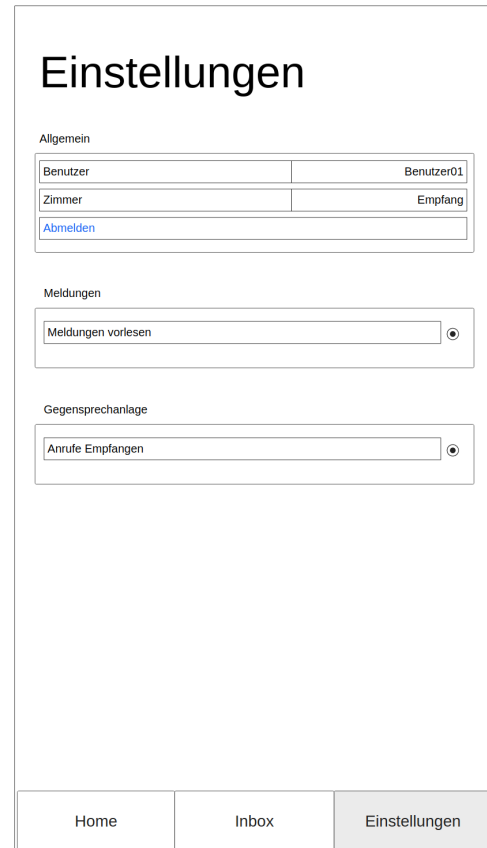 Einstellungen
Allgemein
Benutzer Benutzer01
Zimmer Empfang
Abmelden
Meldungen
Meldungen vorlesen
Gegensprechanlage
Anrufe Empfangen
Home Inbox Einstellungen